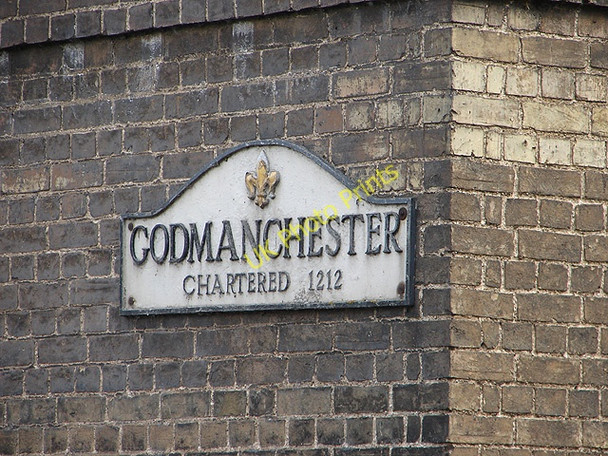 GODMANCHESTER
CHARTERED 1212
UK Photo Prints